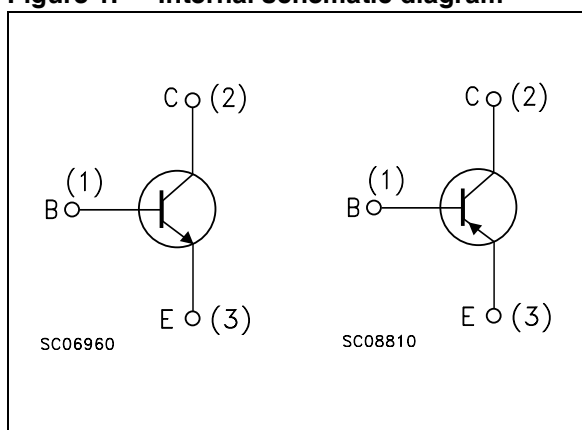 Figure 1. Internal schematic diagram
C (2)
(1)
B
E (3)
SC06960
C (2)
(1)
B
E (3)
SC08810